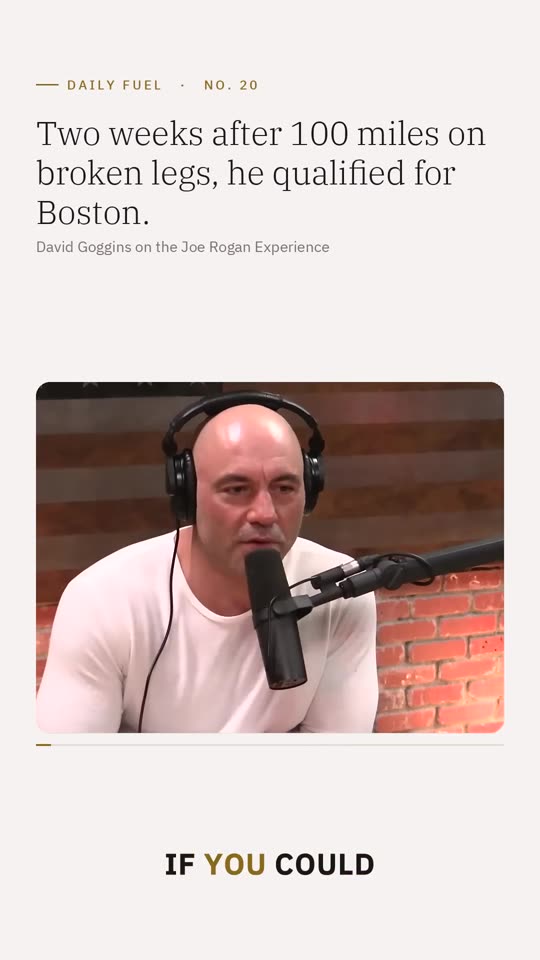 DAILY FUEL · NO. 20
Two weeks after 100 miles on
broken legs, he qualified for
Boston.
David Goggins on the Joe Rogan Experience
IF YOU COULD